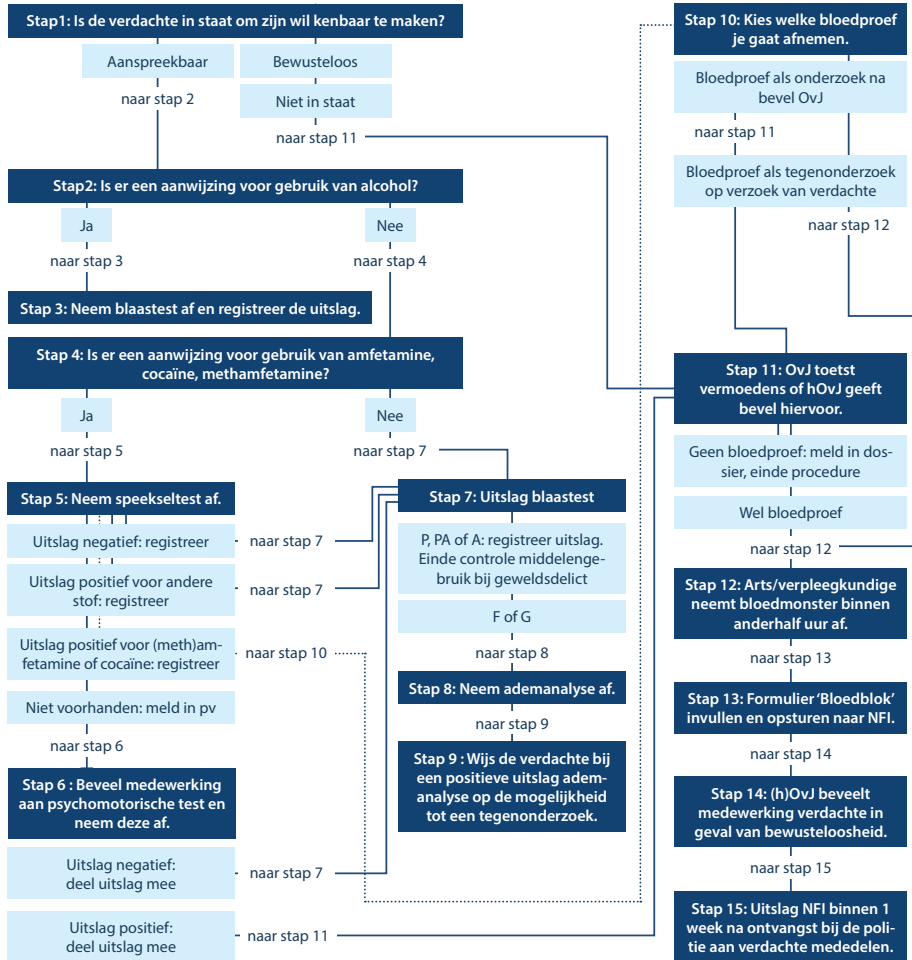 Stap1: Is de verdachte in staat om zijn wil kenbaar te maken?
Aanspreekbaar
naar stap 2
Bewusteloos
Niet in staat
naar stap 11
Stap2: Is er een aanwijzing voor gebruik van alcohol?
Ja
naar stap 3
Nee
naar stap 4
Stap 3: Neem blaastest af en registreer de uitslag.
Stap 4: Is er een aanwijzing voor gebruik van amfetamine,
cocaïne, methamfetamine?
Ja
naar stap 5
Nee
naar stap 7
Stap 5: Neem speekseltest af.
Uitslag negatief: registreer
naar stap 7
Uitslag positief voor andere
stof: registreer
naar stap 7
Uitslag positief voor (meth)am-
fetamine of cocaïne: registreer
naar stap 10
Niet voorhanden: meld in pv
naar stap 6
Stap 6 : Beveel medewerking
aan psychomotorische test en
neem deze af.
Uitslag negatief:
deel uitslag mee
naar stap 7
Uitslag positief:
deel uitslag mee
naar stap 11
Stap 7: Uitslag blaastest
P, PA of A: registreer uitslag.
Einde controle middelenge-
bruik bij geweldsdelict
F of G
naar stap 8
Stap 8: Neem ademanalyse af.
naar stap 9
Stap 9 : Wijs de verdachte bij
een positieve uitslag adem-
analyse op de mogelijkheid
tot een tegenonderzoek.
Stap 10: Kies welke bloedproef
je gaat afnemen.
Bloedproef als onderzoek na
bevel OvJ
naar stap 11
Bloedproef als tegenonderzoek
op verzoek van verdachte
naar stap 12
Stap 11: OvJ toetst
vermoedens of hOvJ geeft
bevel hiervoor.
Geen bloedproef: meld in dos-
sier, einde procedure
Wel bloedproef
naar stap 12
Stap 12: Arts/verpleegkundige
neemt bloedmonster binnen
anderhalf uur af.
naar stap 13
Stap 13: Formulier ‘Bloedblok’
invullen en opsturen naar NFI.
naar stap 14
Stap 14: (h)OvJ beveelt
medewerking verdachte in
geval van bewusteloosheid.
naar stap 15
Stap 15: Uitslag NFI binnen 1
week na ontvangst bij de poli-
tie aan verdachte mededelen.